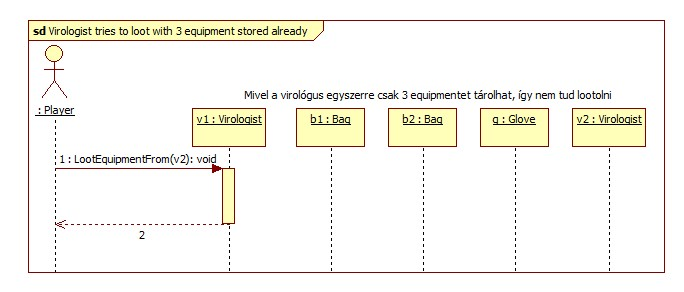 sd Virologist tries to loot with 3 equipment stored already
Mivel a virológus egyszerre csak 3 equipmentet tárolhat, így nem tud lootolni
: Player
v1 : Virologist
b1 : Bag
b2 : Bag
g : Glove
v2 : Virologist
1 : LootEquipmentFrom(v2): void
2